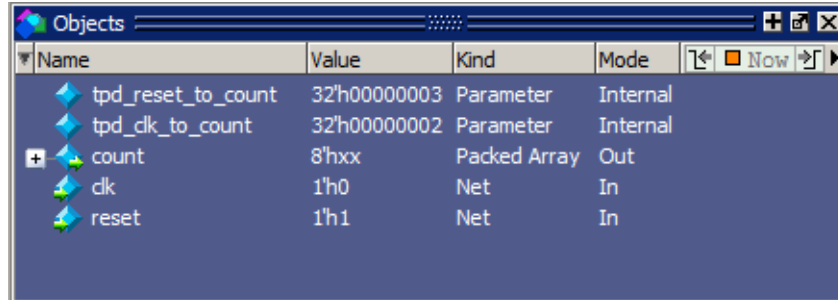 Objects
Name Value Kind Mode Now
tpd_reset_to_count 32'h00000003 Parameter Internal
tpd_clk_to_count 32'h00000002 Parameter Internal
count 8'hxx Packed Array Out
clk 1'h0 Net In
reset 1'h1 Net In